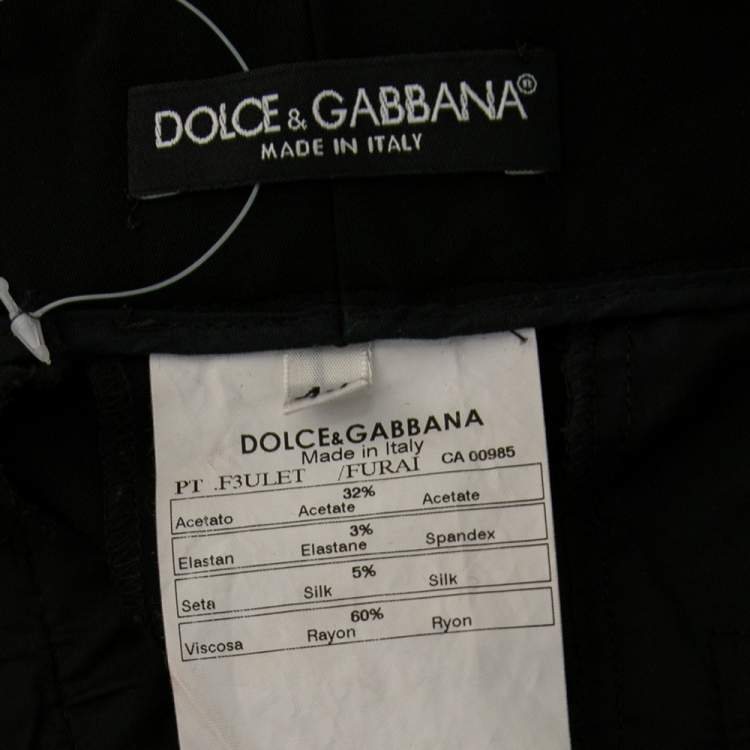 DOLCE & GABBANA®
MADE IN ITALY
DOLCE&GABBANA
Made in Italy
PT .F3ULET /FURAI CA 00985
32%
Acetato Acetate Acetate
3%
Elastan Elastane Spandex
5%
Seta Silk Silk
60%
Viscosa Rayon Ryon